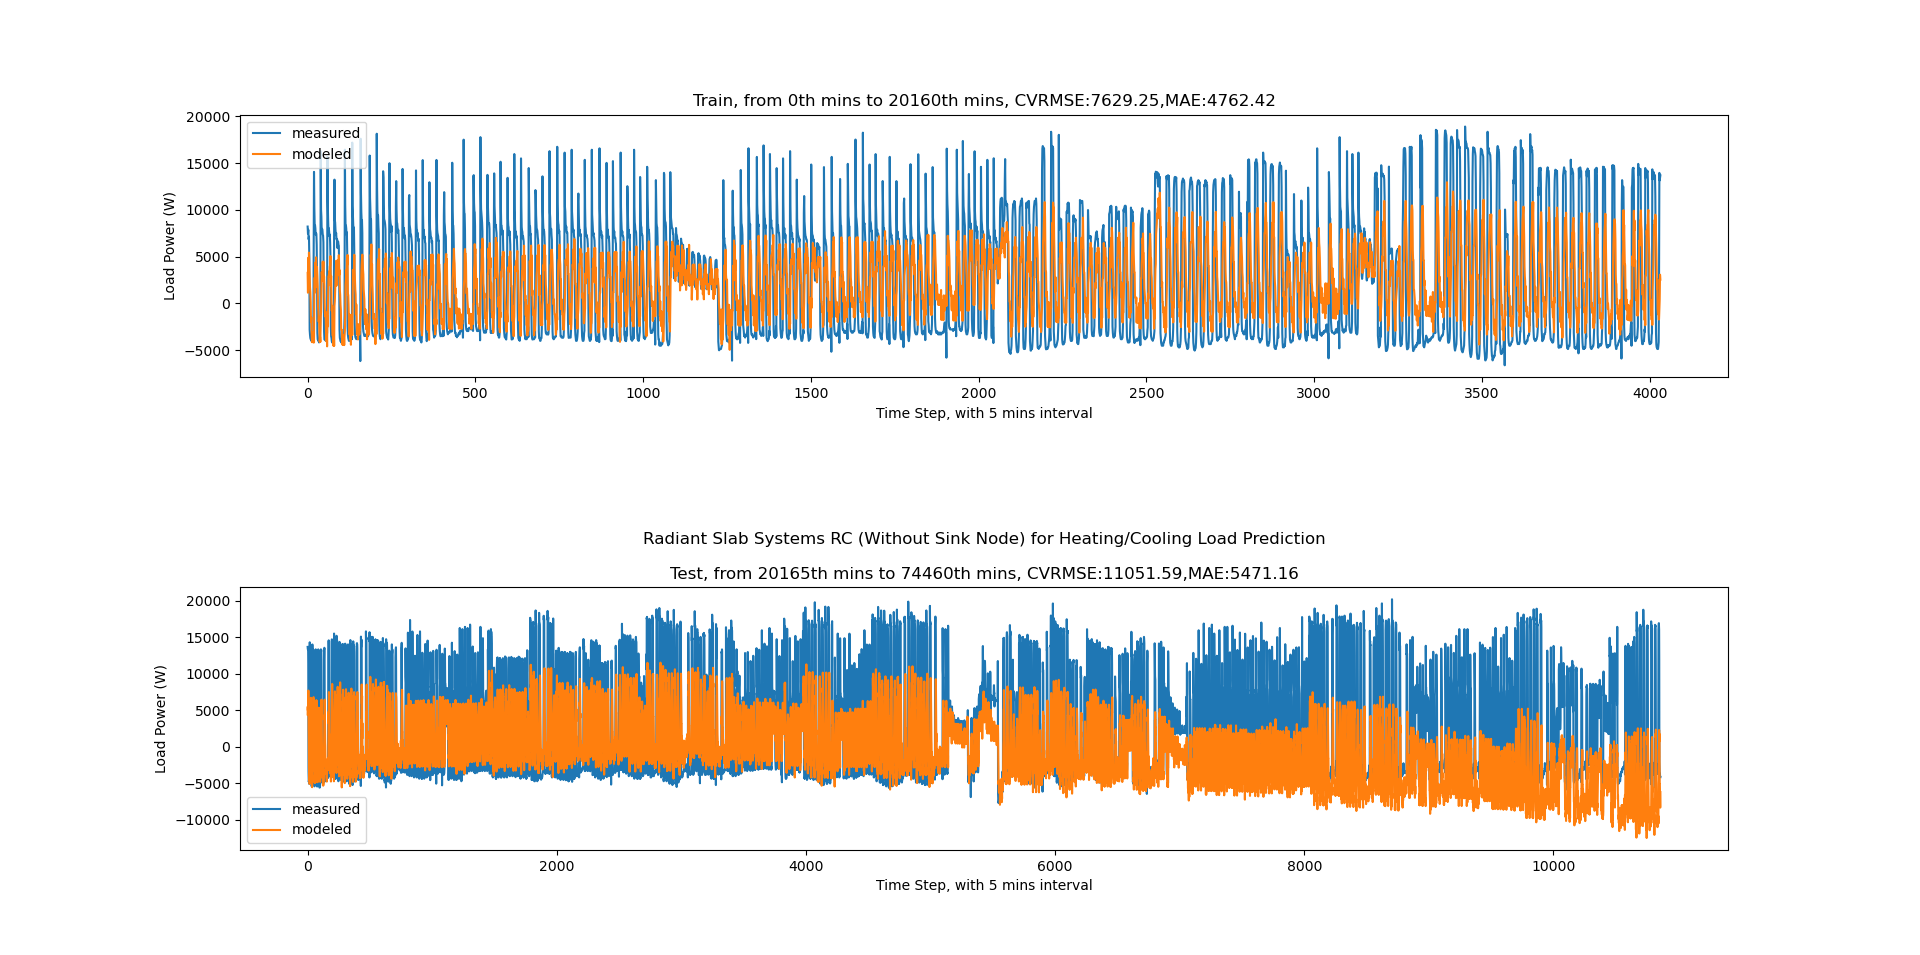 Train, from 0th mins to 20160th mins, CVRMSE:7629.25,MAE:4762.42
20000
15000
10000
5000
0
−5000
Load Power (W)
measured
modeled
0 500 1000 1500 2000 2500 3000 3500 4000
Time Step, with 5 mins interval
Radiant Slab Systems RC (Without Sink Node) for Heating/Cooling Load Prediction
Test, from 20165th mins to 74460th mins, CVRMSE:11051.59,MAE:5471.16
20000
15000
10000
5000
0
−5000
−10000
Load Power (W)
measured
modeled
0 2000 4000 6000 8000 10000
Time Step, with 5 mins interval